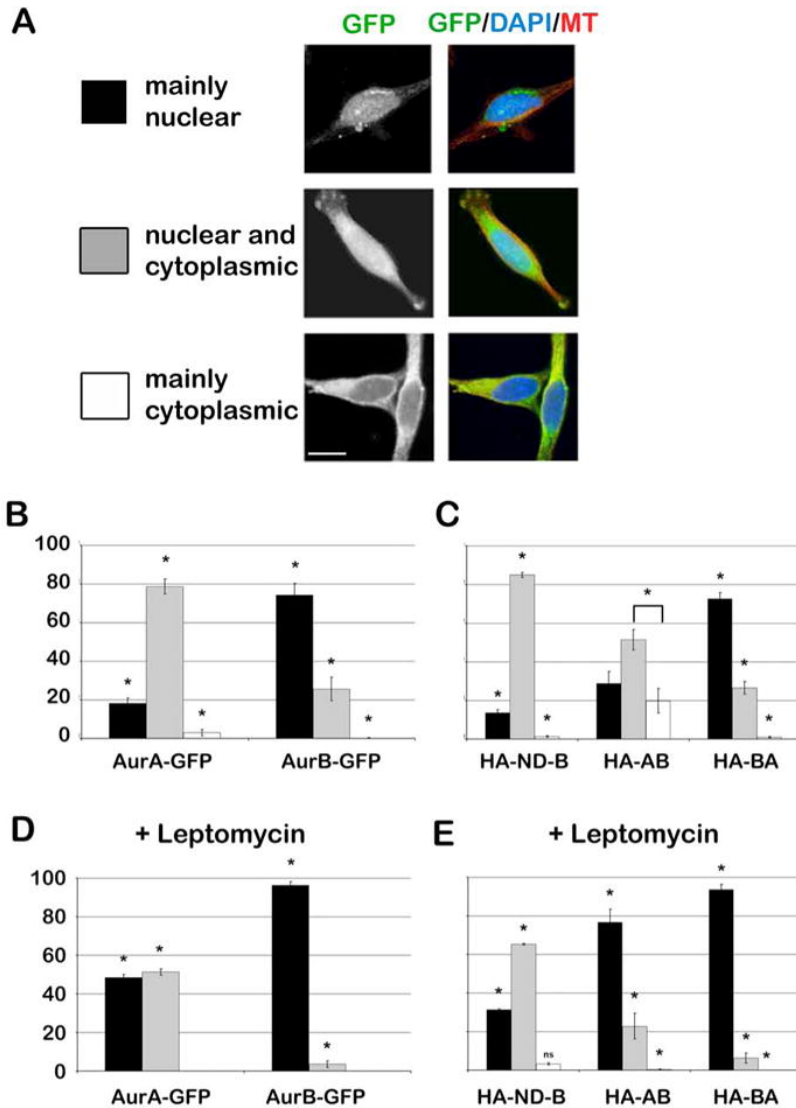 A
GFP GFP/DAPI/MT
mainly
nuclear
nuclear and
cytoplasmic
mainly
cytoplasmic
B
100
80
60
40
20
0
* * * * * *
AurA-GFP AurB-GFP
C
* * * * * * *
HA-ND-B HA-AB HA-BA
D + Leptomycin
100
80
60
40
20
0
* * * *
AurA-GFP AurB-GFP
E + Leptomycin
* * ns * * * * * *
HA-ND-B HA-AB HA-BA